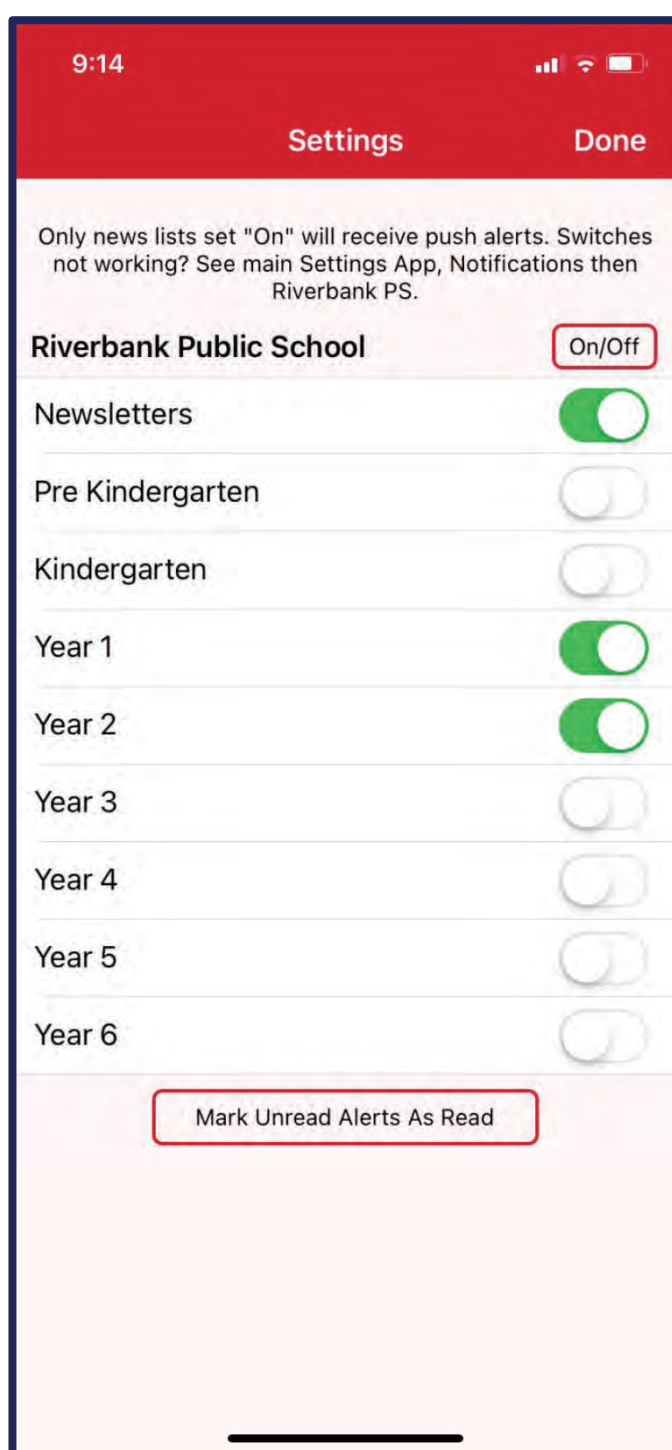 9:14
Settings Done
Only news lists set "On" will receive push alerts. Switches
not working? See main Settings App, Notifications then
Riverbank PS.
Riverbank Public School On/Off
Newsletters
Pre Kindergarten
Kindergarten
Year 1
Year 2
Year 3
Year 4
Year 5
Year 6
Mark Unread Alerts As Read